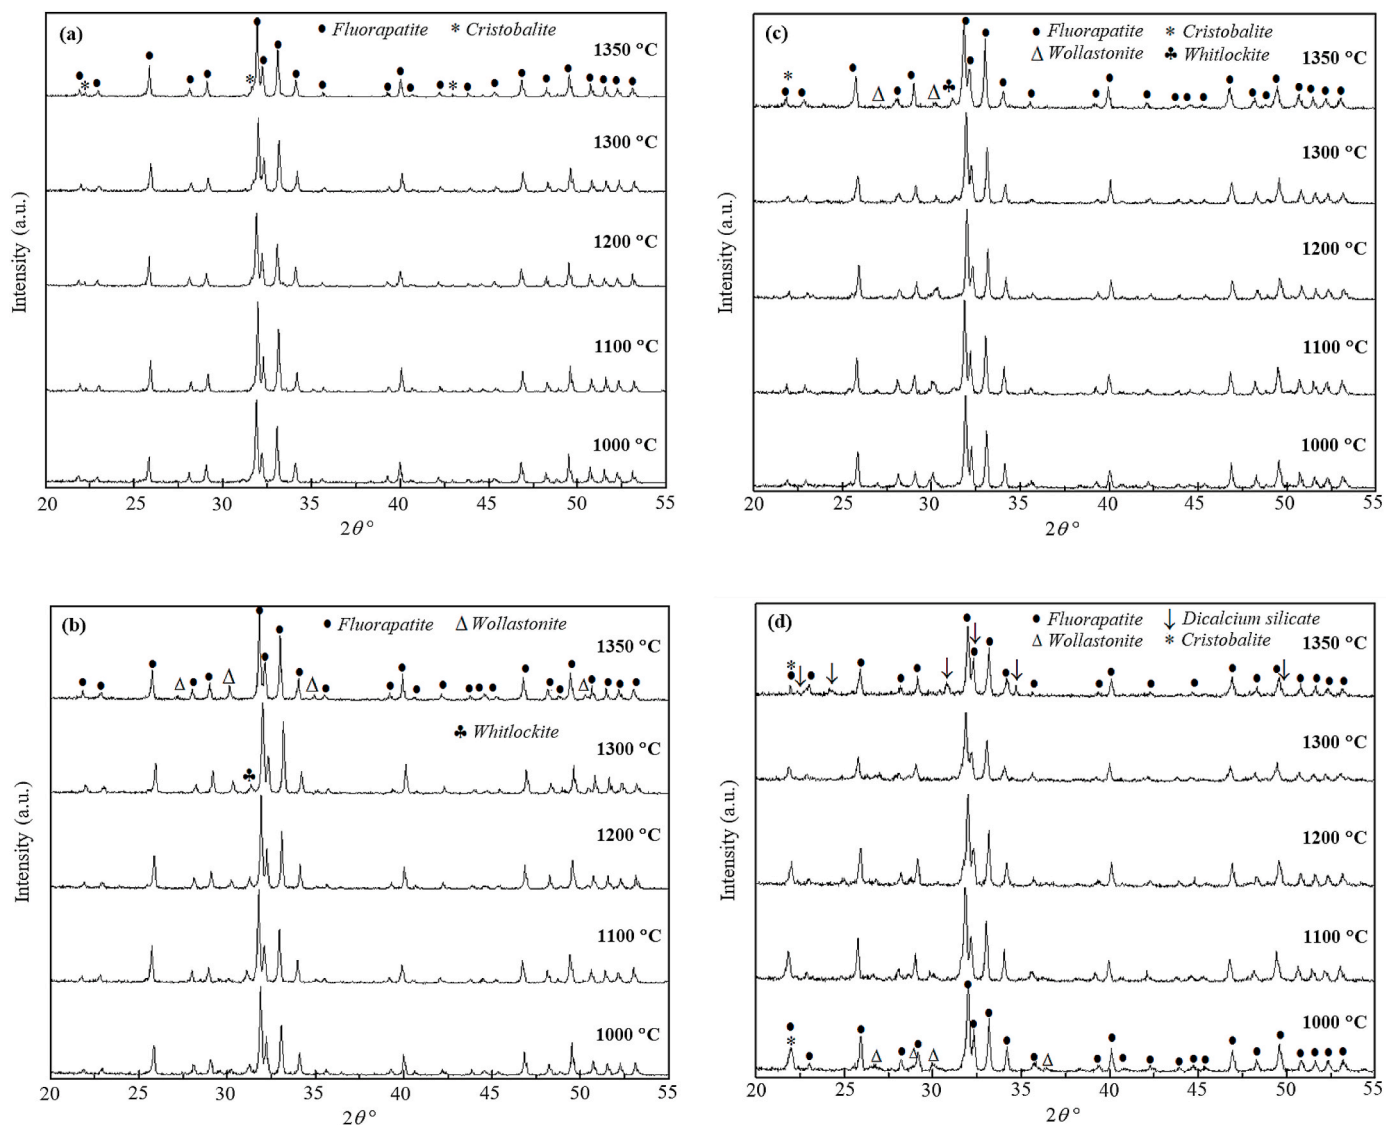 (a)
● Fluorapatite * Cristobalite
1350 °C
1300 °C
1200 °C
1100 °C
1000 °C
Intensity (a.u.)
20 25 30 35 40 45 50 55
2θ°
(c)
● Fluorapatite * Cristobalite
Δ Wollastonite ♣ Whitlockite
1350 °C
1300 °C
1200 °C
1100 °C
1000 °C
Intensity (a.u.)
20 25 30 35 40 45 50 55
2θ°
(b)
● Fluorapatite Δ Wollastonite
1350 °C
♣ Whitlockite
1300 °C
1200 °C
1100 °C
1000 °C
Intensity (a.u.)
20 25 30 35 40 45 50 55
2θ°
(d)
● Fluorapatite ↓ Dicalcium silicate
Δ Wollastonite * Cristobalite
1350 °C
1300 °C
1200 °C
1100 °C
1000 °C
Intensity (a.u.)
20 25 30 35 40 45 50 55
2θ°